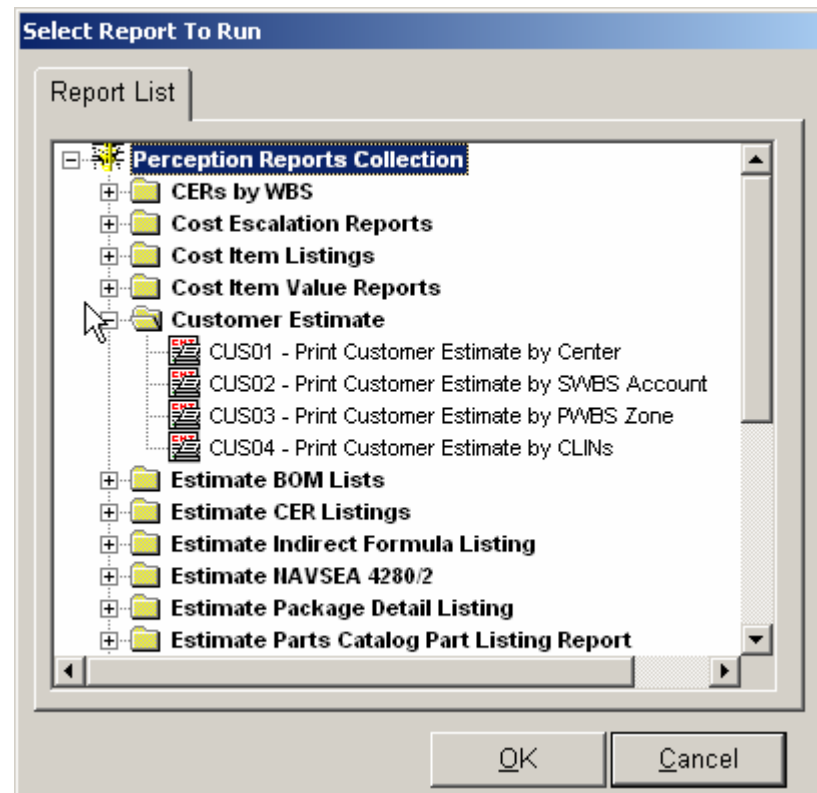 Select Report To Run
Report List
Perception Reports Collection
CERs by WBS
Cost Escalation Reports
Cost Item Listings
Cost Item Value Reports
Customer Estimate
CUS01 - Print Customer Estimate by Center
CUS02 - Print Customer Estimate by SWBS Account
CUS03 - Print Customer Estimate by PWBS Zone
CUS04 - Print Customer Estimate by CLINs
Estimate BOM Lists
Estimate CER Listings
Estimate Indirect Formula Listing
Estimate NAVSEA 4280/2
Estimate Package Detail Listing
Estimate Parts Catalog Part Listing Report
OK Cancel